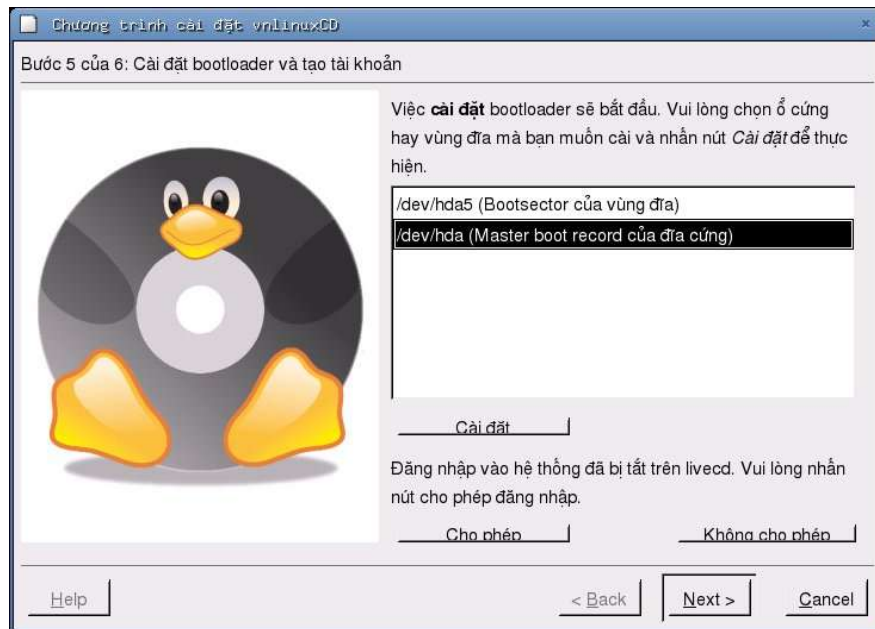 Chương trình cài đặt vnlinuxCD
Bước 5 của 6: Cài đặt bootloader và tạo tài khoản
Việc cài đặt bootloader sẽ bắt đầu. Vui lòng chọn ổ cứng
hay vùng đĩa mà bạn muốn cài và nhấn nút Cài đặt để thực
hiện.
/dev/hda5 (Bootsector của vùng đĩa)
/dev/hda (Master boot record của đĩa cứng)
Cài đặt
Đăng nhập vào hệ thống đã bị tắt trên livecd. Vui lòng nhấn
nút cho phép đăng nhập.
Cho phép Không cho phép
Help < Back Next > Cancel